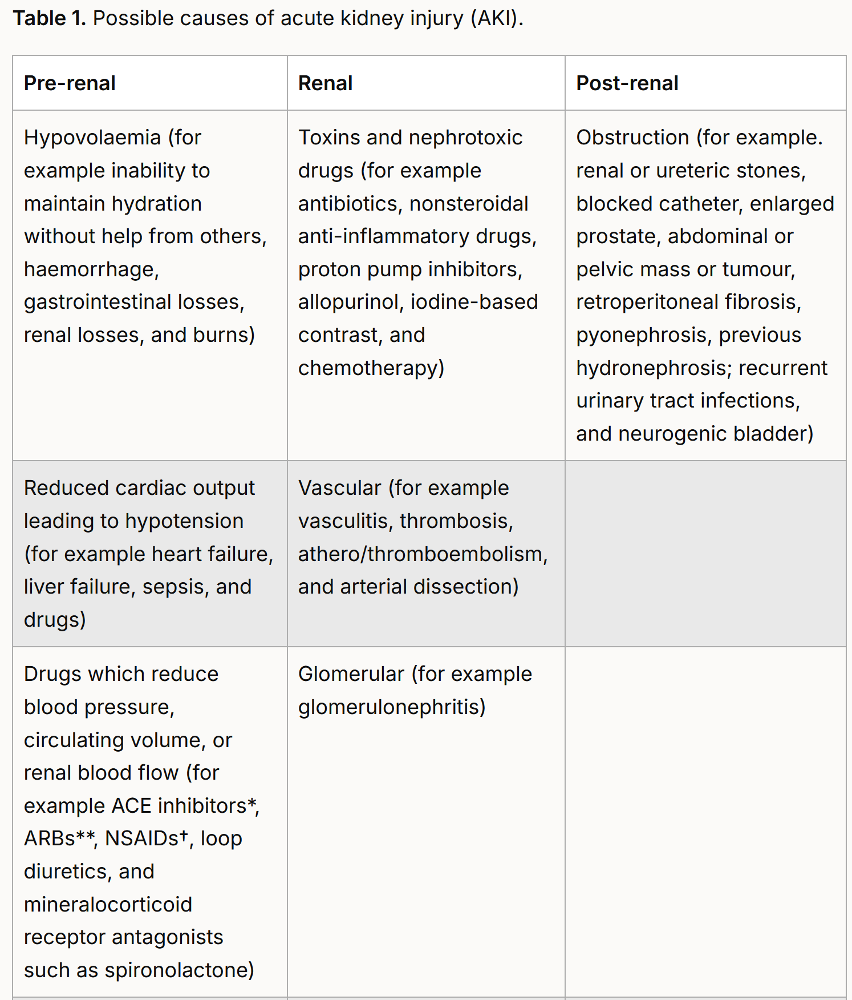 Table 1. Possible causes of acute kidney injury (AKI).
Pre-renal
Renal
Post-renal
Hypovolaemia (for
example inability to
maintain hydration
without help from others,
haemorrhage,
gastrointestinal losses,
renal losses, and burns)
Toxins and nephrotoxic
drugs (for example
antibiotics, nonsteroidal
anti-inflammatory drugs,
proton pump inhibitors,
allopurinol, iodine-based
contrast, and
chemotherapy)
Obstruction (for example.
renal or ureteric stones,
blocked catheter, enlarged
prostate, abdominal or
pelvic mass or tumour,
retroperitoneal fibrosis,
pyonephrosis, previous
hydronephrosis; recurrent
urinary tract infections,
and neurogenic bladder)
Reduced cardiac output
leading to hypotension
(for example heart failure,
liver failure, sepsis, and
drugs)
Vascular (for example
vasculitis, thrombosis,
athero/thromboembolism,
and arterial dissection)
Drugs which reduce
blood pressure,
circulating volume, or
renal blood flow (for
example ACE inhibitors*,
ARBs**, NSAIDs†, loop
diuretics, and
mineralocorticoid
receptor antagonists
such as spironolactone)
Glomerular (for example
glomerulonephritis)